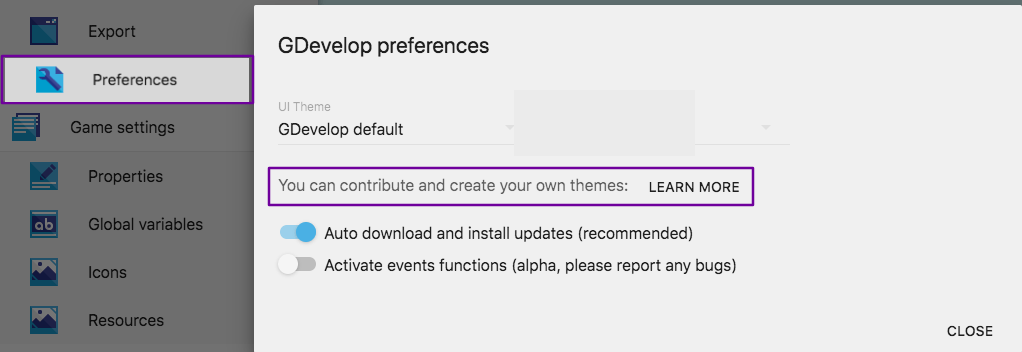 Export
Preferences
Game settings
Properties
Global variables
ab
Icons
Resources
GDevelop preferences
UI Theme
GDevelop default
You can contribute and create your own themes: LEARN MORE
Auto download and install updates (recommended)
Activate events functions (alpha, please report any bugs)
CLOSE